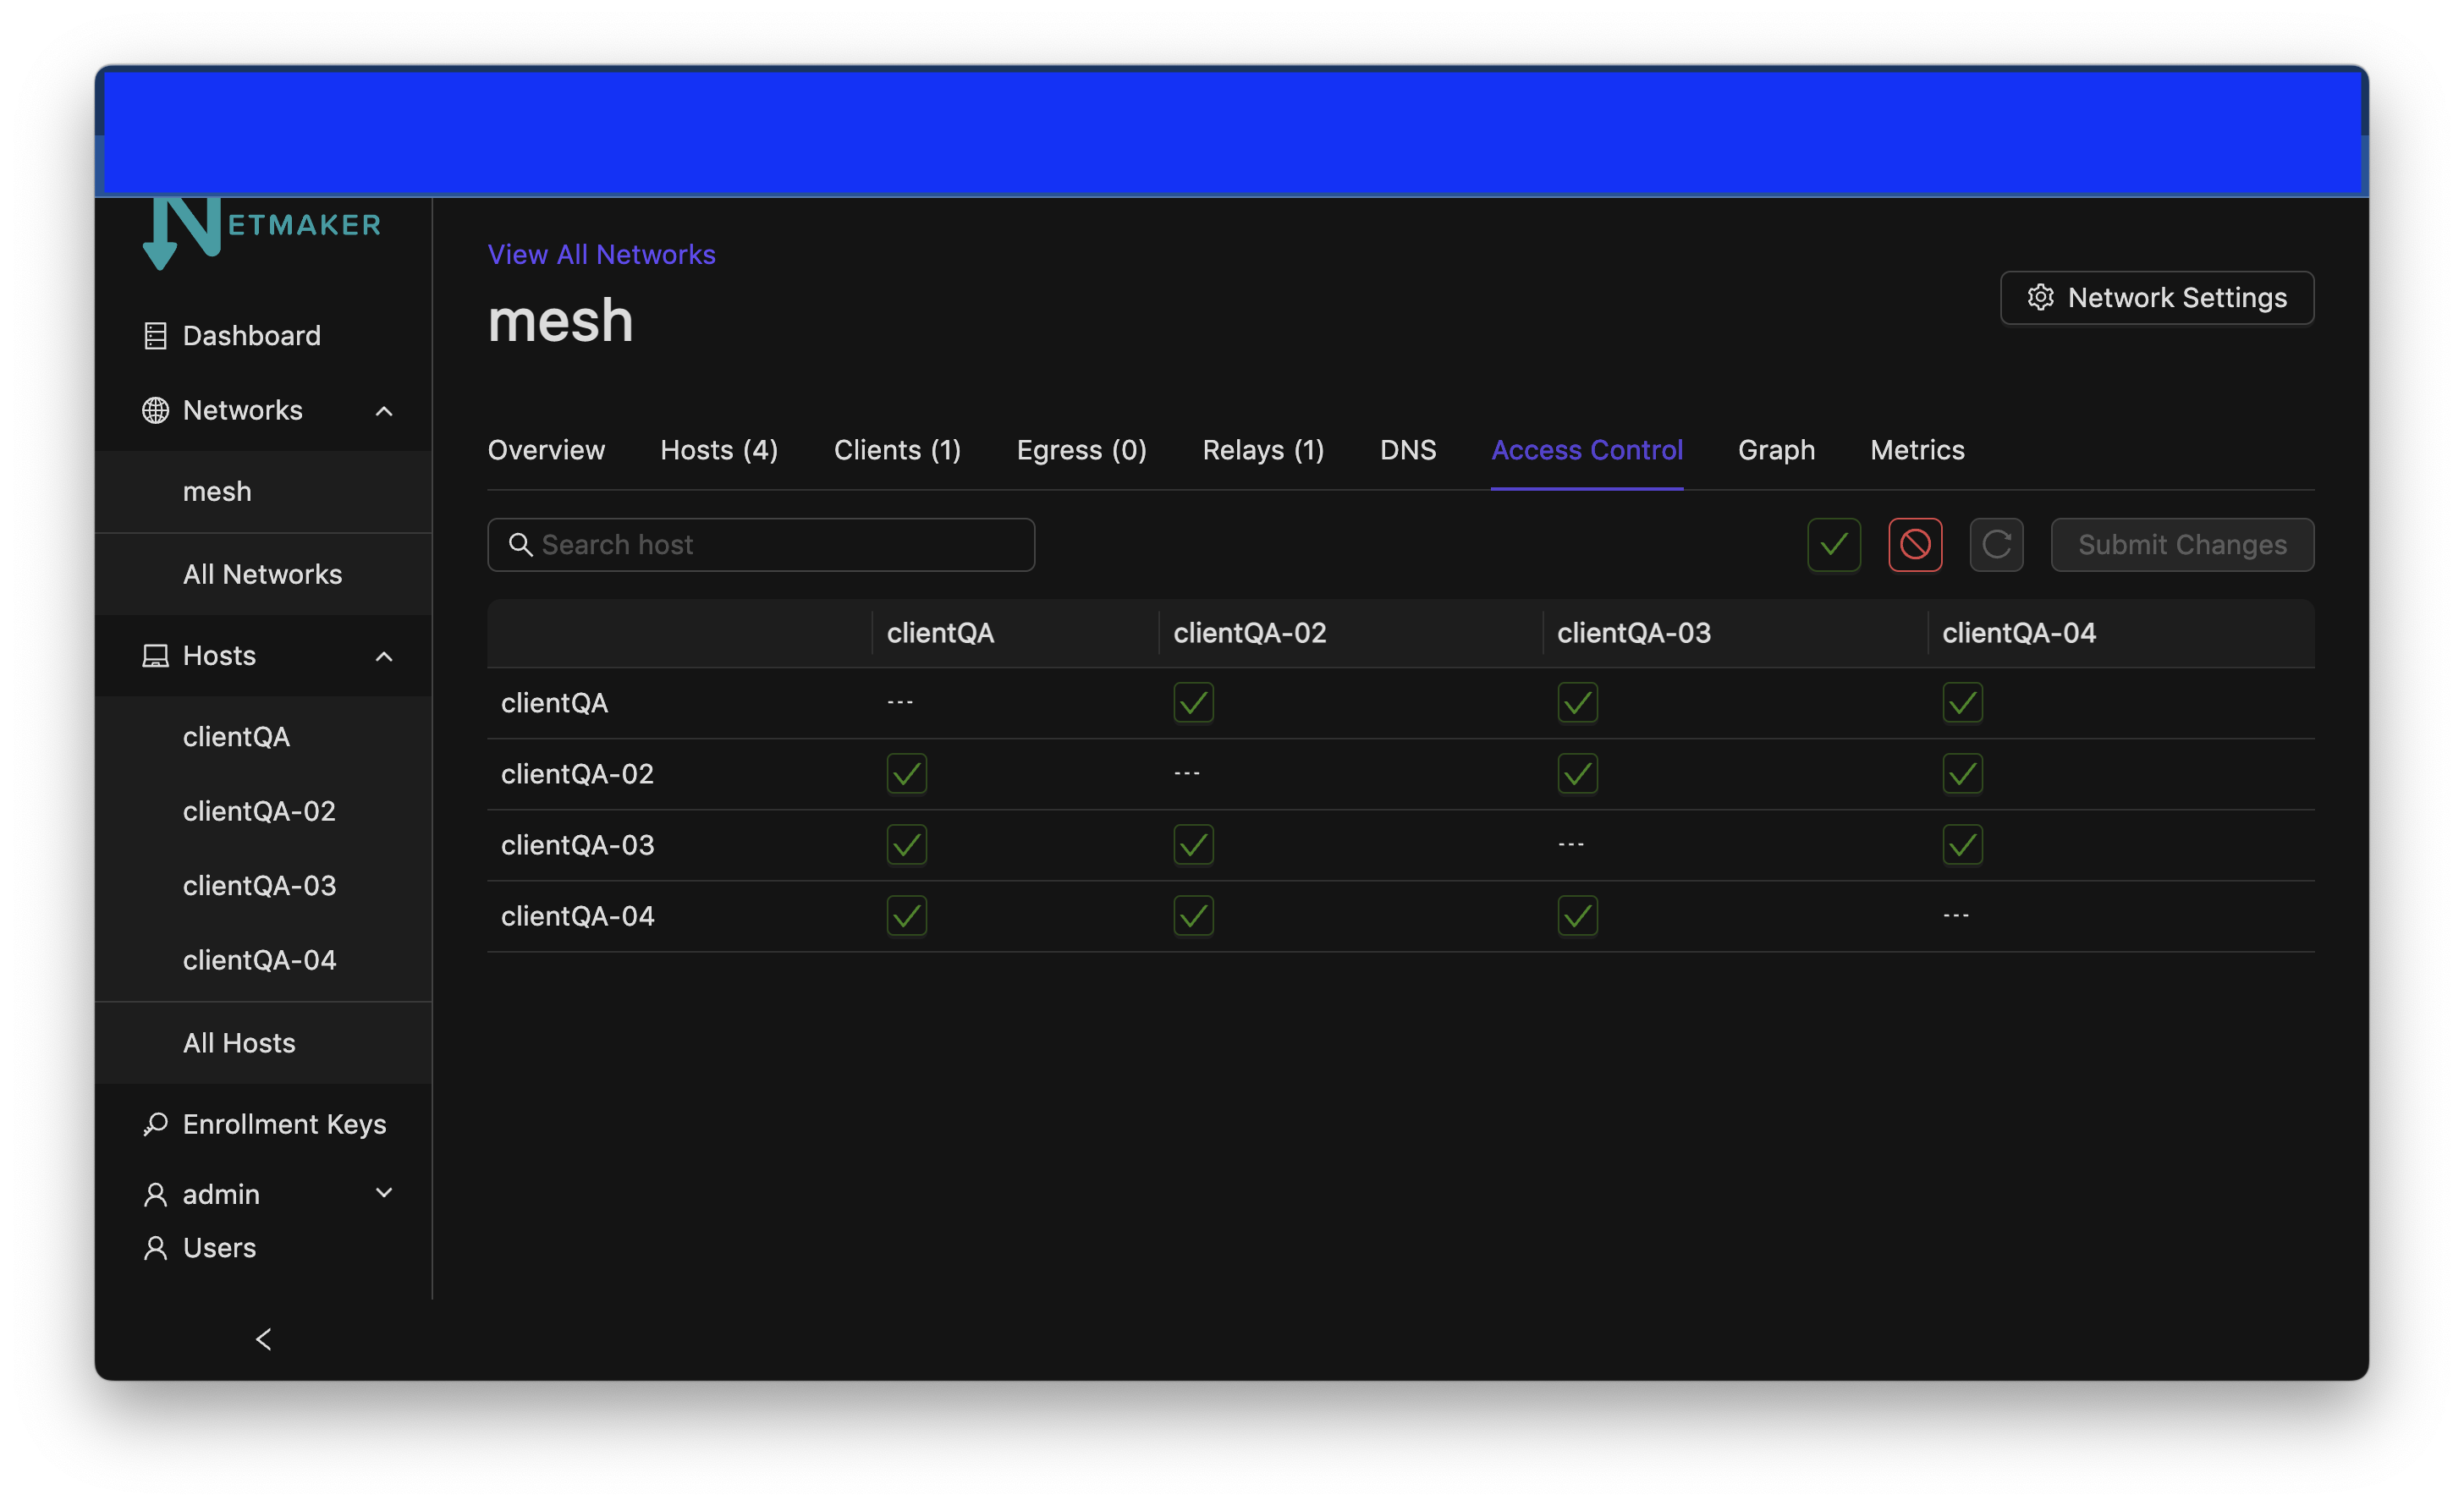 NETMAKER
Dashboard
Networks
mesh
All Networks
Hosts
clientQA
clientQA-02
clientQA-03
clientQA-04
All Hosts
Enrollment Keys
admin
Users
View All Networks
mesh
Network Settings
Overview Hosts (4) Clients (1) Egress (0) Relays (1) DNS Access Control Graph Metrics
Search host
Submit Changes
clientQA clientQA-02 clientQA-03 clientQA-04
clientQA ---
clientQA-02 ---
clientQA-03 ---
clientQA-04 ---